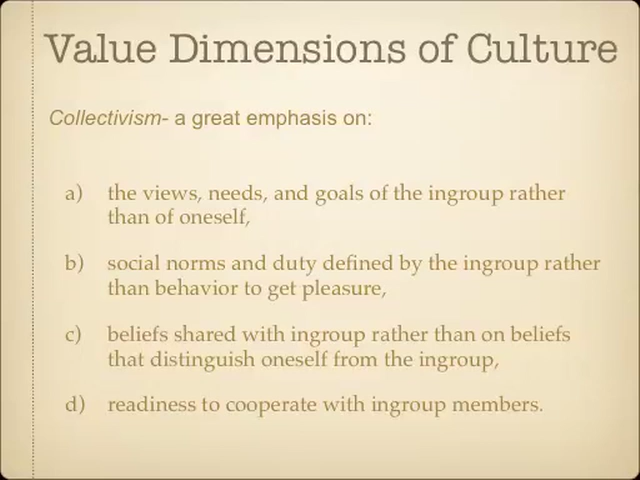 Value Dimensions of Culture
Collectivism- a great emphasis on:
a) the views, needs, and goals of the ingroup rather
than of oneself,
b) social norms and duty defined by the ingroup rather
than behavior to get pleasure,
c) beliefs shared with ingroup rather than on beliefs
that distinguish oneself from the ingroup,
d) readiness to cooperate with ingroup members.